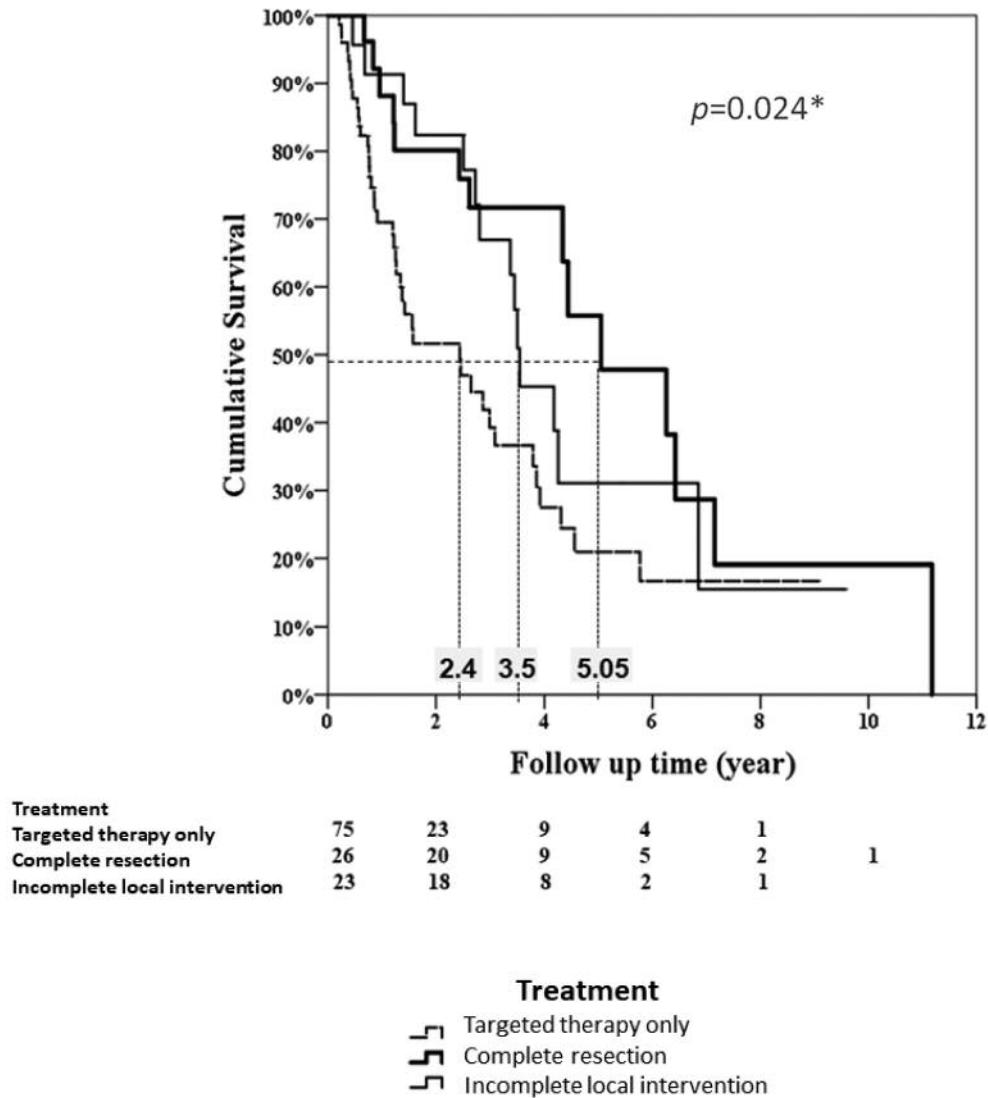 100%
90%
80%
70%
60%
50%
40%
30%
20%
10%
0%
Cumulative Survival
p=0.024*
2.4 3.5 5.05
0 2 4 6 8 10 12
Follow up time (year)
Treatment
Targeted therapy only 75 23 9 4 1
Complete resection 26 20 9 5 2 1
Incomplete local intervention 23 18 8 2 1
Treatment
Targeted therapy only
Complete resection
Incomplete local intervention